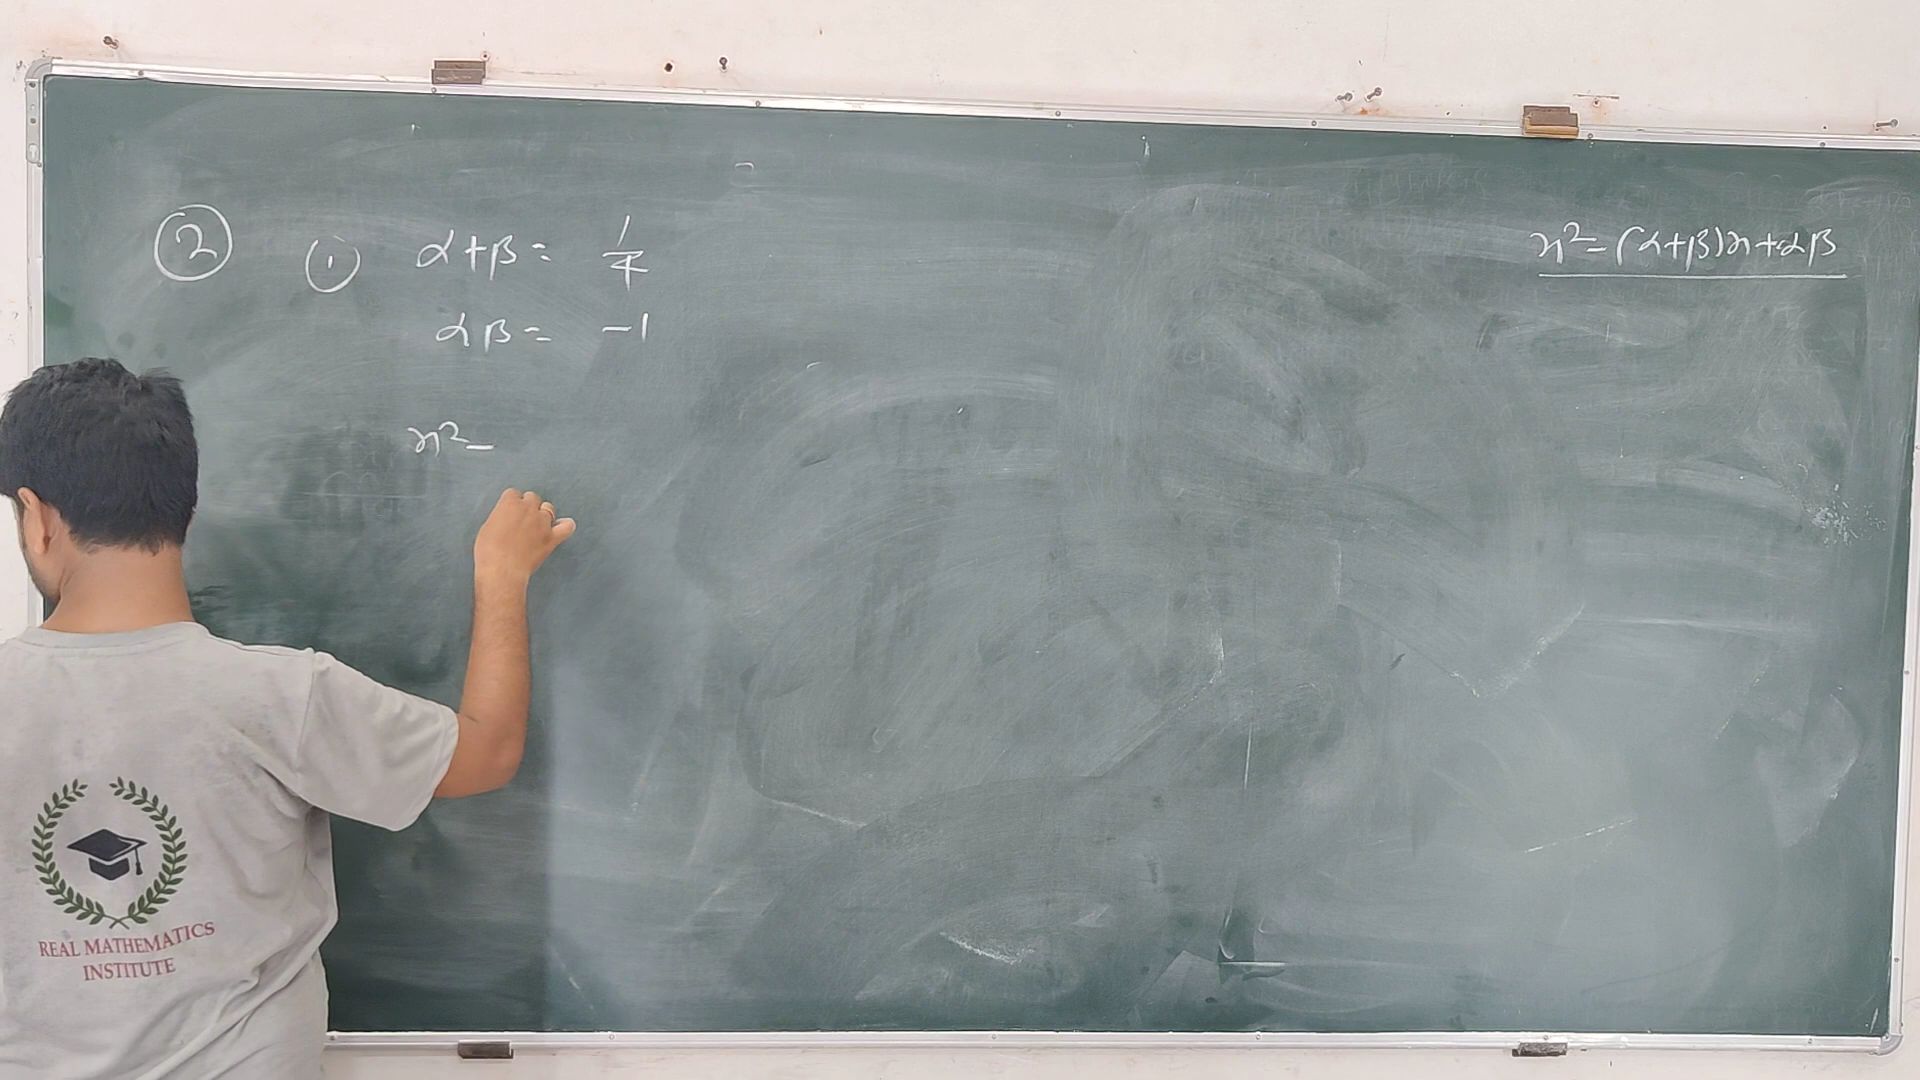 ② ① α+β = 1/4
αβ = -1
x² -
x² - (α+β)x + αβ
REAL MATHEMATICS
INSTITUTE